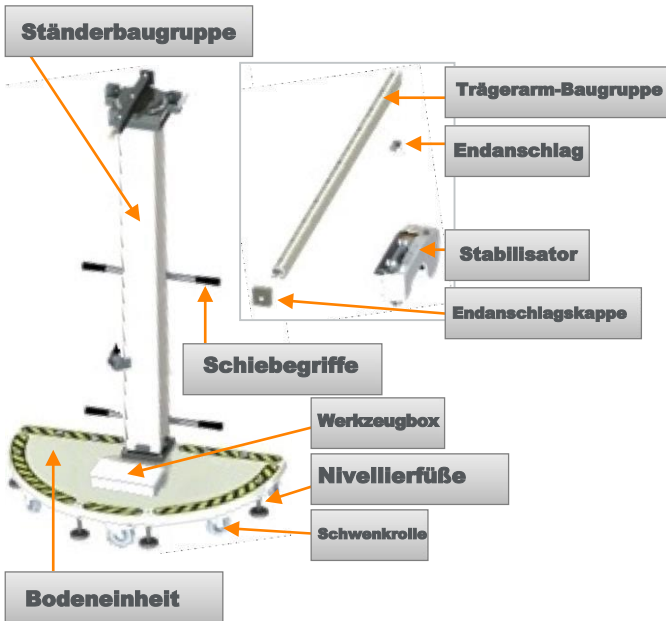 Ständerbaugruppe
Trägerarm-Baugruppe
Endanschlag
Stabilisator
Endanschlagskappe
Schiebegriffe
Werkzeugbox
Nivellierfüße
Schwenkrolle
Bodeneinheit